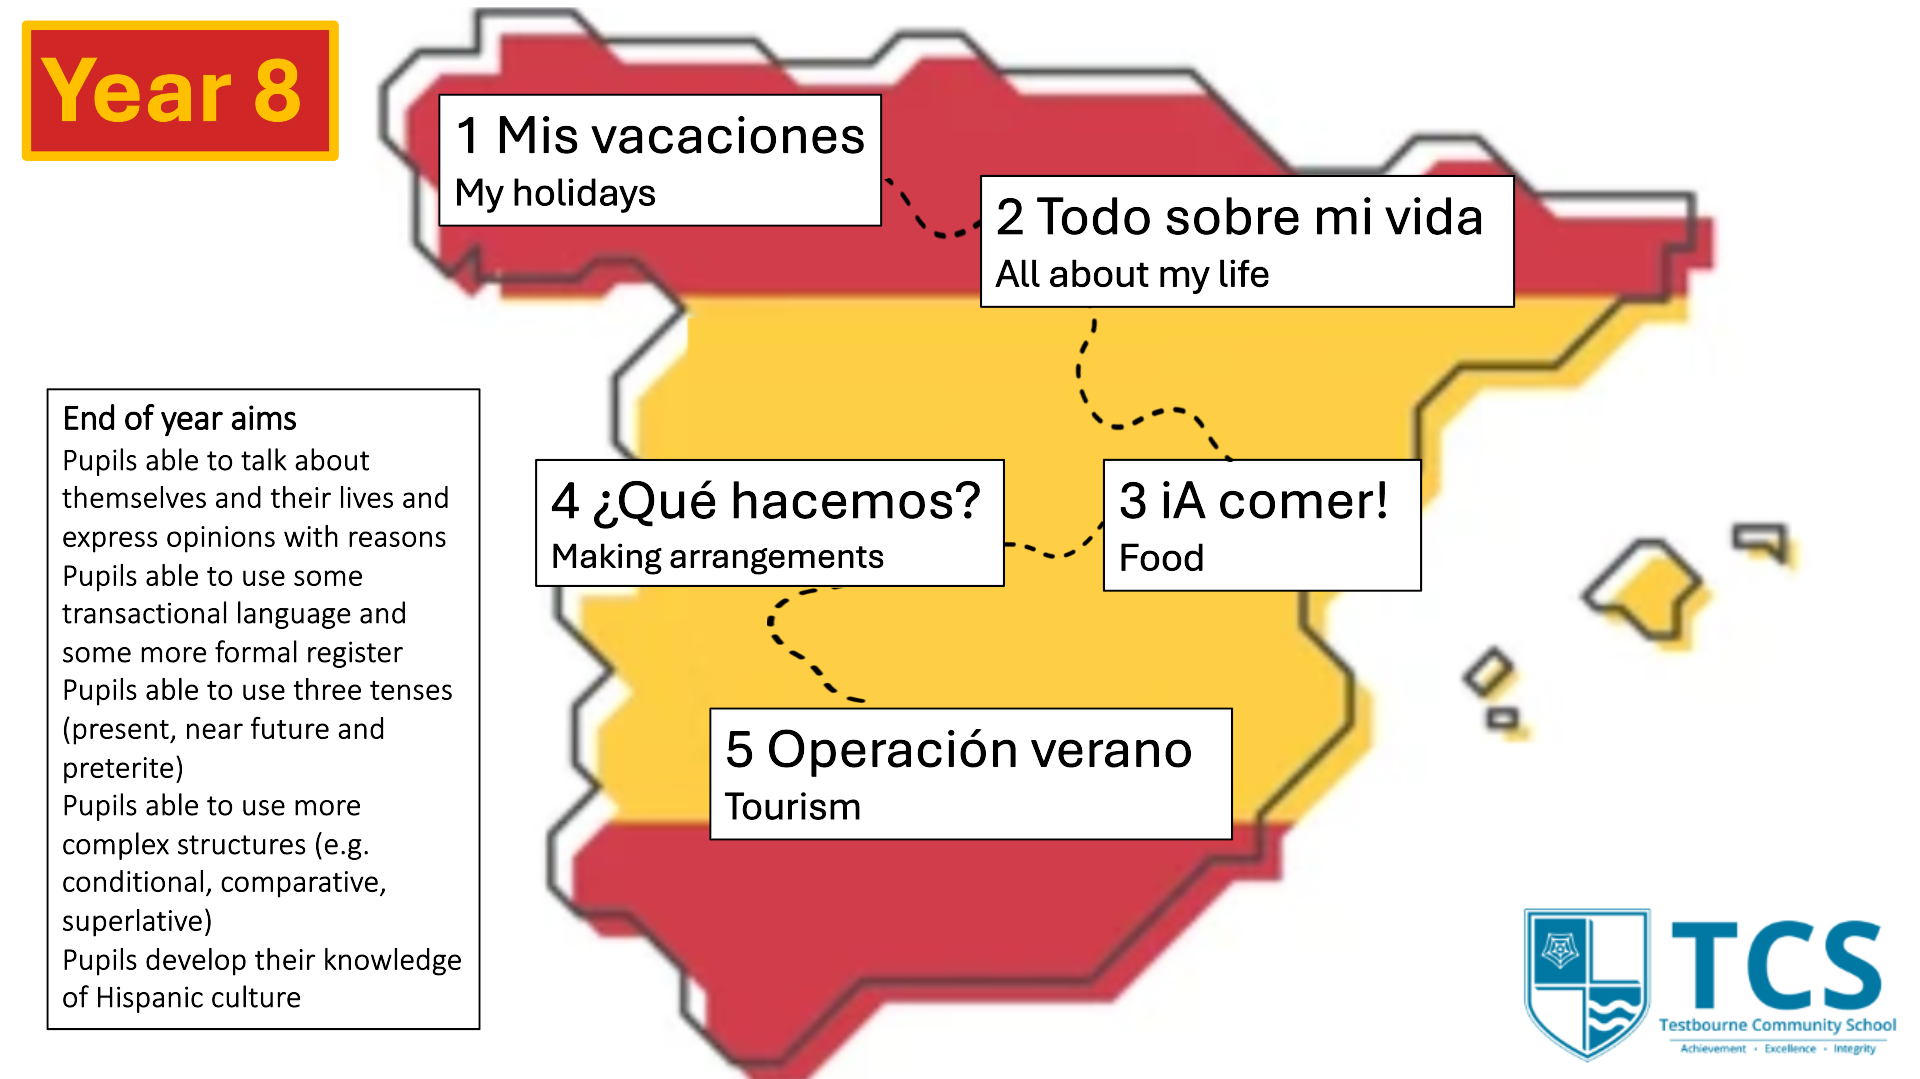 Year 8
1 Mis vacaciones
My holidays
2 Todo sobre mi vida
All about my life
3 ¡A comer!
Food
4 ¿Qué hacemos?
Making arrangements
5 Operación verano
Tourism
End of year aims
Pupils able to talk about
themselves and their lives and
express opinions with reasons
Pupils able to use some
transactional language and
some more formal register
Pupils able to use three tenses
(present, near future and
preterite)
Pupils able to use more
complex structures (e.g.
conditional, comparative,
superlative)
Pupils develop their knowledge
of Hispanic culture
TCS
Testbourne Community School
Achievement - Excellence - Integrity